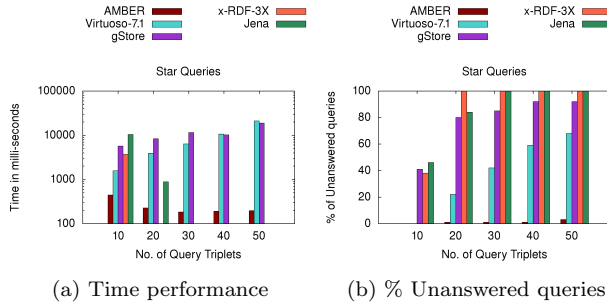 AMBER
Virtuoso-7.1
gStore
x-RDF-3X
Jena
Star Queries
Time in milli-seconds
100000
10000
1000
100
10 20 30 40 50
No. of Query Triplets
(a) Time performance
AMBER
Virtuoso-7.1
gStore
x-RDF-3X
Jena
Star Queries
% of Unanswered queries
100
80
60
40
20
0
10 20 30 40 50
No. of Query Triplets
(b) % Unanswered queries